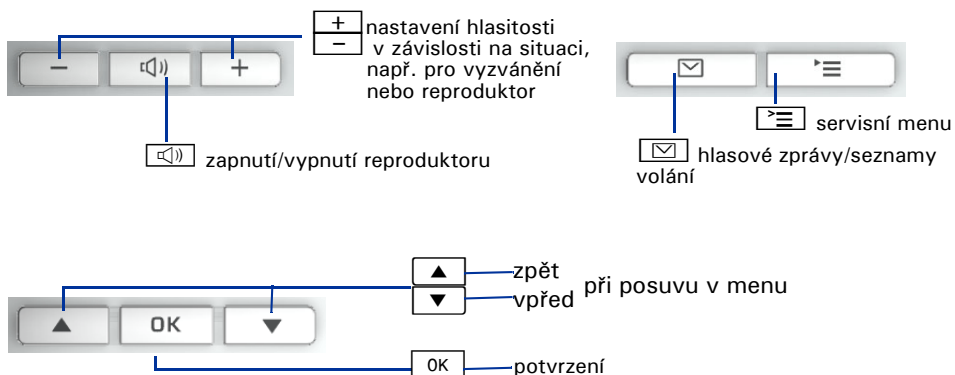 + nastavení hlasitosti
− v závislosti na situaci,
např. pro vyzvánění
nebo reproduktor
− +
servisní menu
zapnutí/vypnutí reproduktoru
hlasové zprávy/seznamy
volání
▲ zpět
▼ vpřed
při posuvu v menu
▲ OK ▼
OK potvrzení